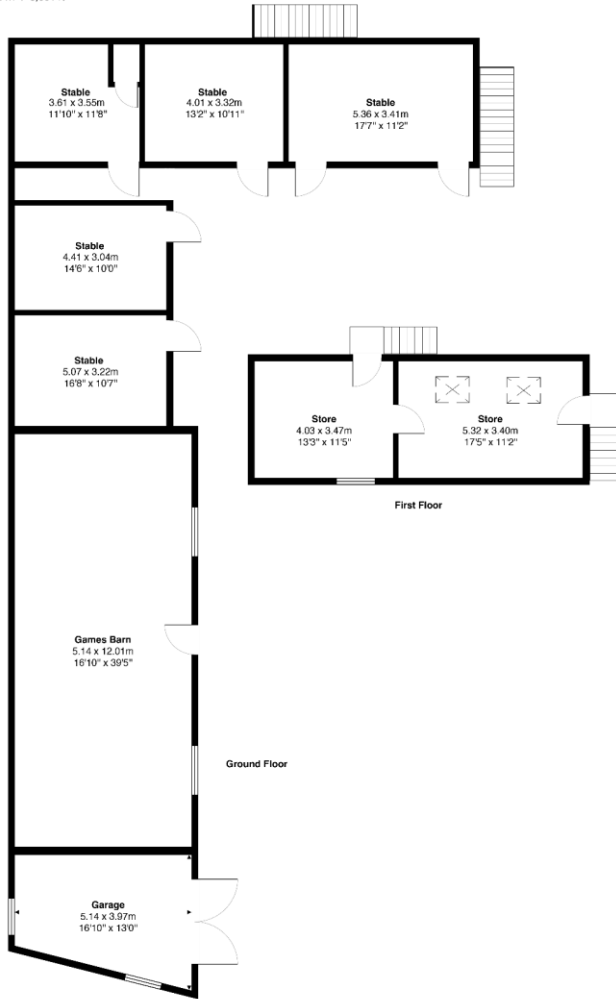 Stable
3.61 x 3.55m
11'10" x 11'8"
Stable
4.01 x 3.32m
13'2" x 10'11"
Stable
5.36 x 3.41m
17'7" x 11'2"
Stable
4.41 x 3.04m
14'6" x 10'0"
Stable
5.07 x 3.22m
16'8" x 10'7"
Store
4.03 x 3.47m
13'3" x 11'5"
Store
5.32 x 3.40m
17'5" x 11'2"
First Floor
Games Barn
5.14 x 12.01m
16'10" x 39'5"
Ground Floor
Garage
5.14 x 3.97m
16'10" x 13'0"